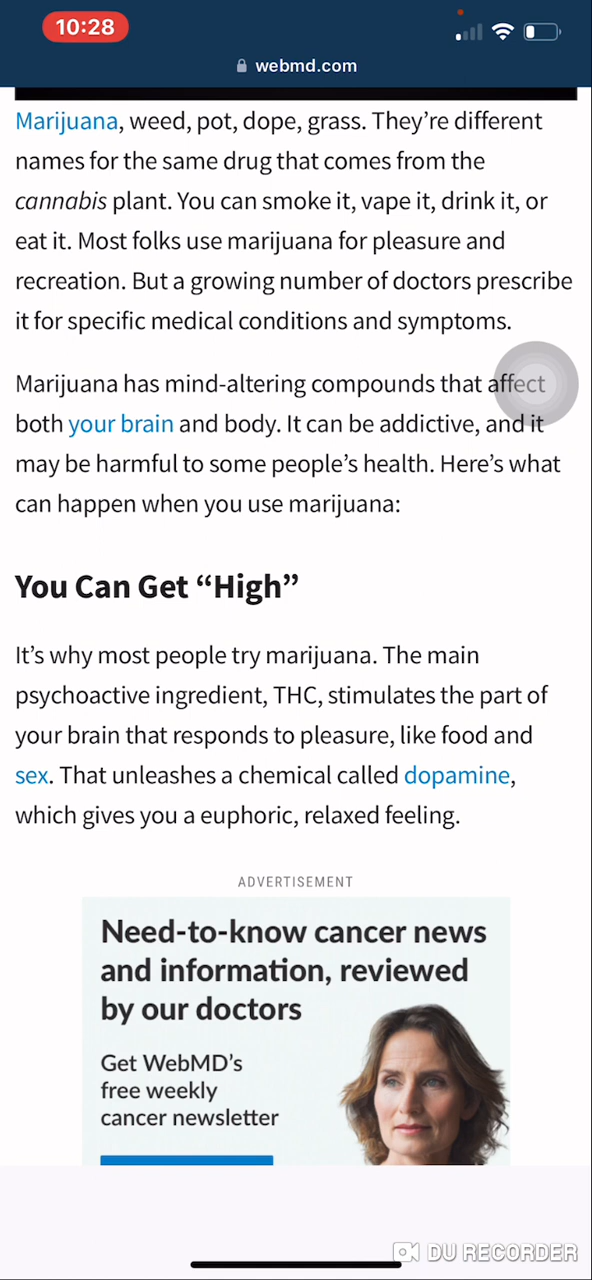 10:28
webmd.com
Marijuana, weed, pot, dope, grass. They’re different
names for the same drug that comes from the
cannabis plant. You can smoke it, vape it, drink it, or
eat it. Most folks use marijuana for pleasure and
recreation. But a growing number of doctors prescribe
it for specific medical conditions and symptoms.
Marijuana has mind-altering compounds that affect
both your brain and body. It can be addictive, and it
may be harmful to some people’s health. Here’s what
can happen when you use marijuana:
You Can Get “High”
It’s why most people try marijuana. The main
psychoactive ingredient, THC, stimulates the part of
your brain that responds to pleasure, like food and
sex. That unleashes a chemical called dopamine,
which gives you a euphoric, relaxed feeling.
ADVERTISEMENT
Need-to-know cancer news
and information, reviewed
by our doctors
Get WebMD’s
free weekly
cancer newsletter
DU RECORDER